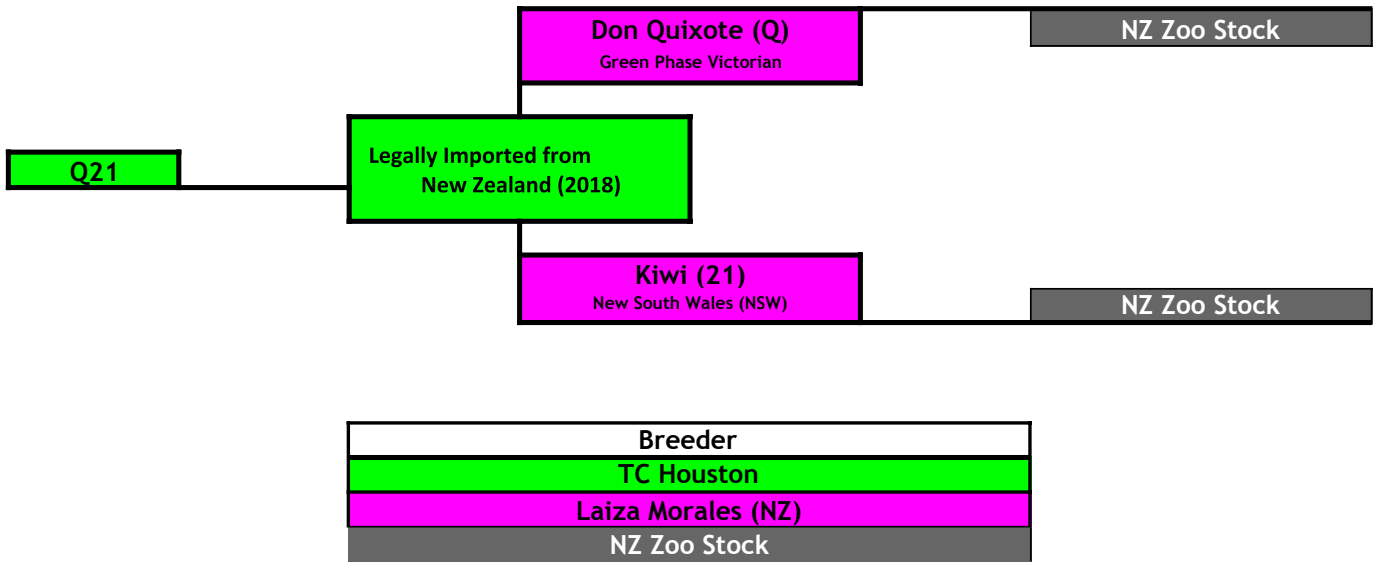 Don Quixote (Q)
Green Phase Victorian
NZ Zoo Stock
Legally Imported from
New Zealand (2018)
Q21
Kiwi (21)
New South Wales (NSW)
NZ Zoo Stock
Breeder
TC Houston
Laiza Morales (NZ)
NZ Zoo Stock